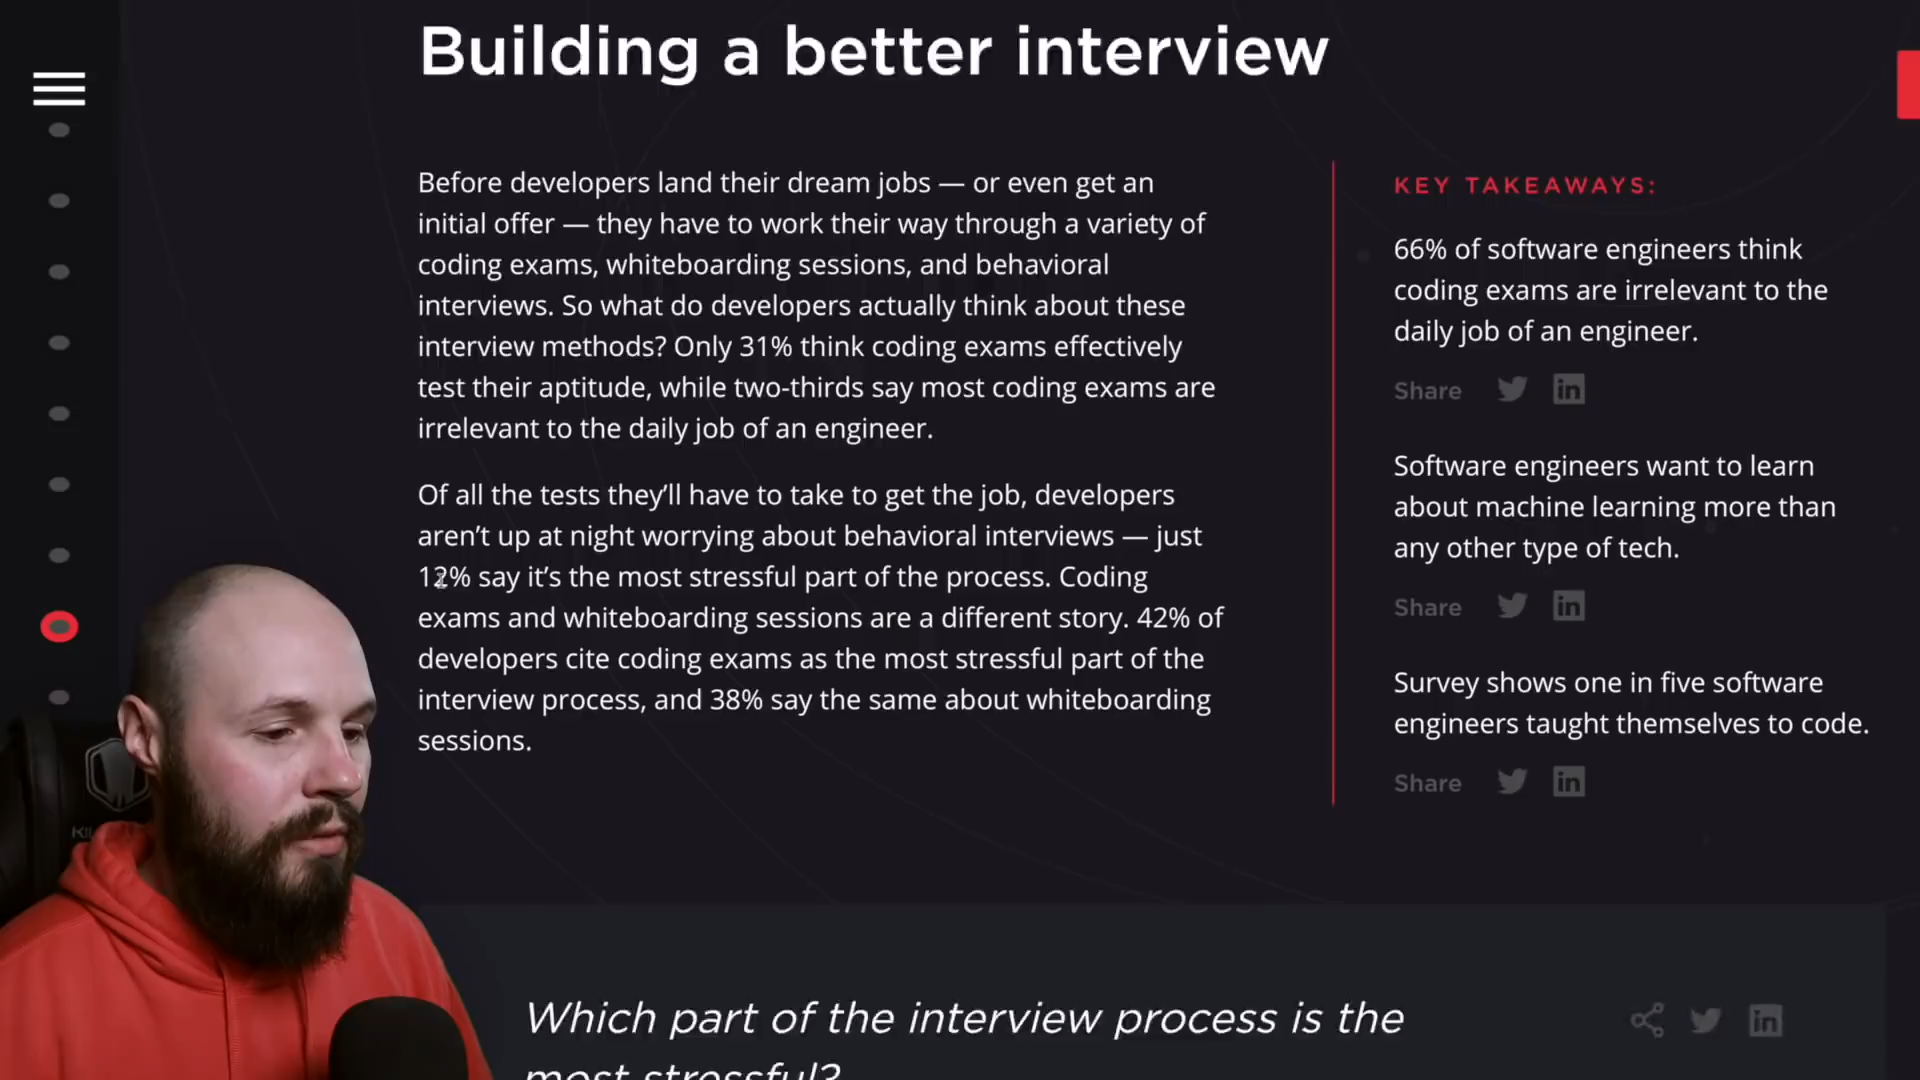 Building a better interview
Before developers land their dream jobs — or even get an
initial offer — they have to work their way through a variety of
coding exams, whiteboarding sessions, and behavioral
interviews. So what do developers actually think about these
interview methods? Only 31% think coding exams effectively
test their aptitude, while two-thirds say most coding exams are
irrelevant to the daily job of an engineer.
Of all the tests they’ll have to take to get the job, developers
aren’t up at night worrying about behavioral interviews — just
12% say it’s the most stressful part of the process. Coding
exams and whiteboarding sessions are a different story. 42% of
developers cite coding exams as the most stressful part of the
interview process, and 38% say the same about whiteboarding
sessions.
KEY TAKEAWAYS:
66% of software engineers think
coding exams are irrelevant to the
daily job of an engineer.
Share
in
Software engineers want to learn
about machine learning more than
any other type of tech.
Share
in
Survey shows one in five software
engineers taught themselves to code.
Share
in
Which part of the interview process is the
most stressful?
in